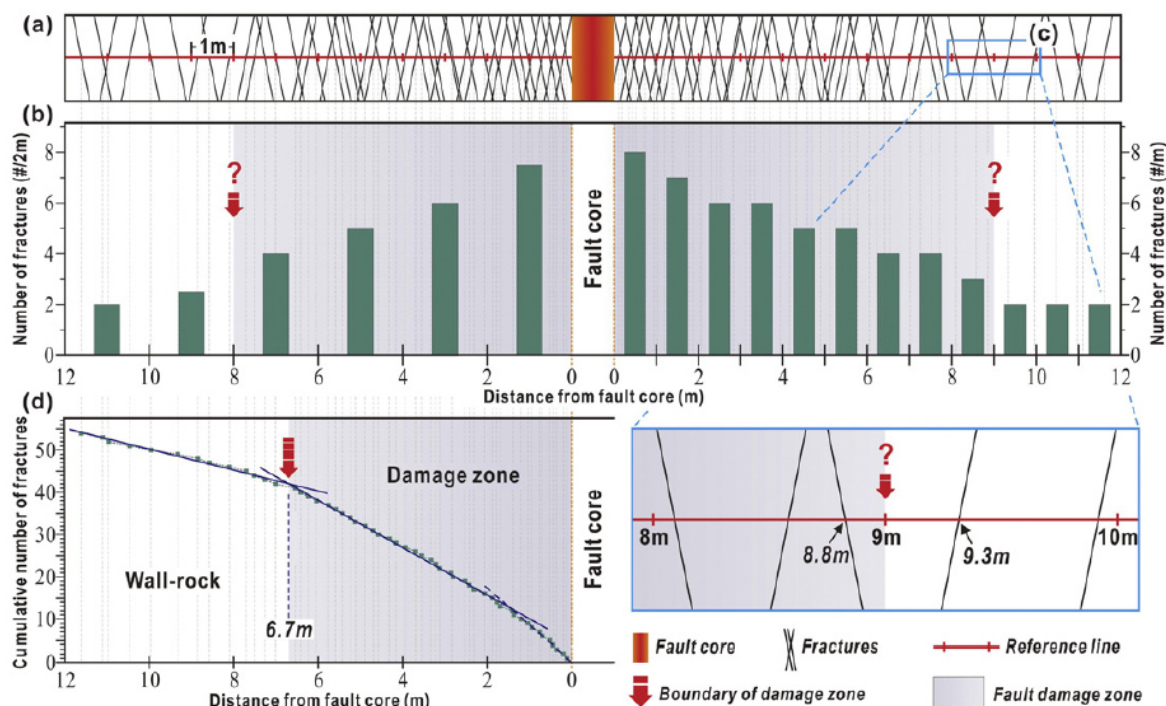 (a)
1m
(c)
(b)
Number of fractures (#/2m)
8
6
4
2
0
?
Fault core
?
8
6
4
2
0
Number of fractures (#/m)
12 10 8 6 4 2 0 0 2 4 6 8 10 12
Distance from fault core (m)
(d)
Cumulative number of fractures
50
40
30
20
10
0
Damage zone
Wall-rock
6.7m
Fault core
12 10 8 6 4 2 0
Distance from fault core (m)
?
8m 8.8m 9m 9.3m 10m
Fault core Fractures Reference line
Boundary of damage zone Fault damage zone